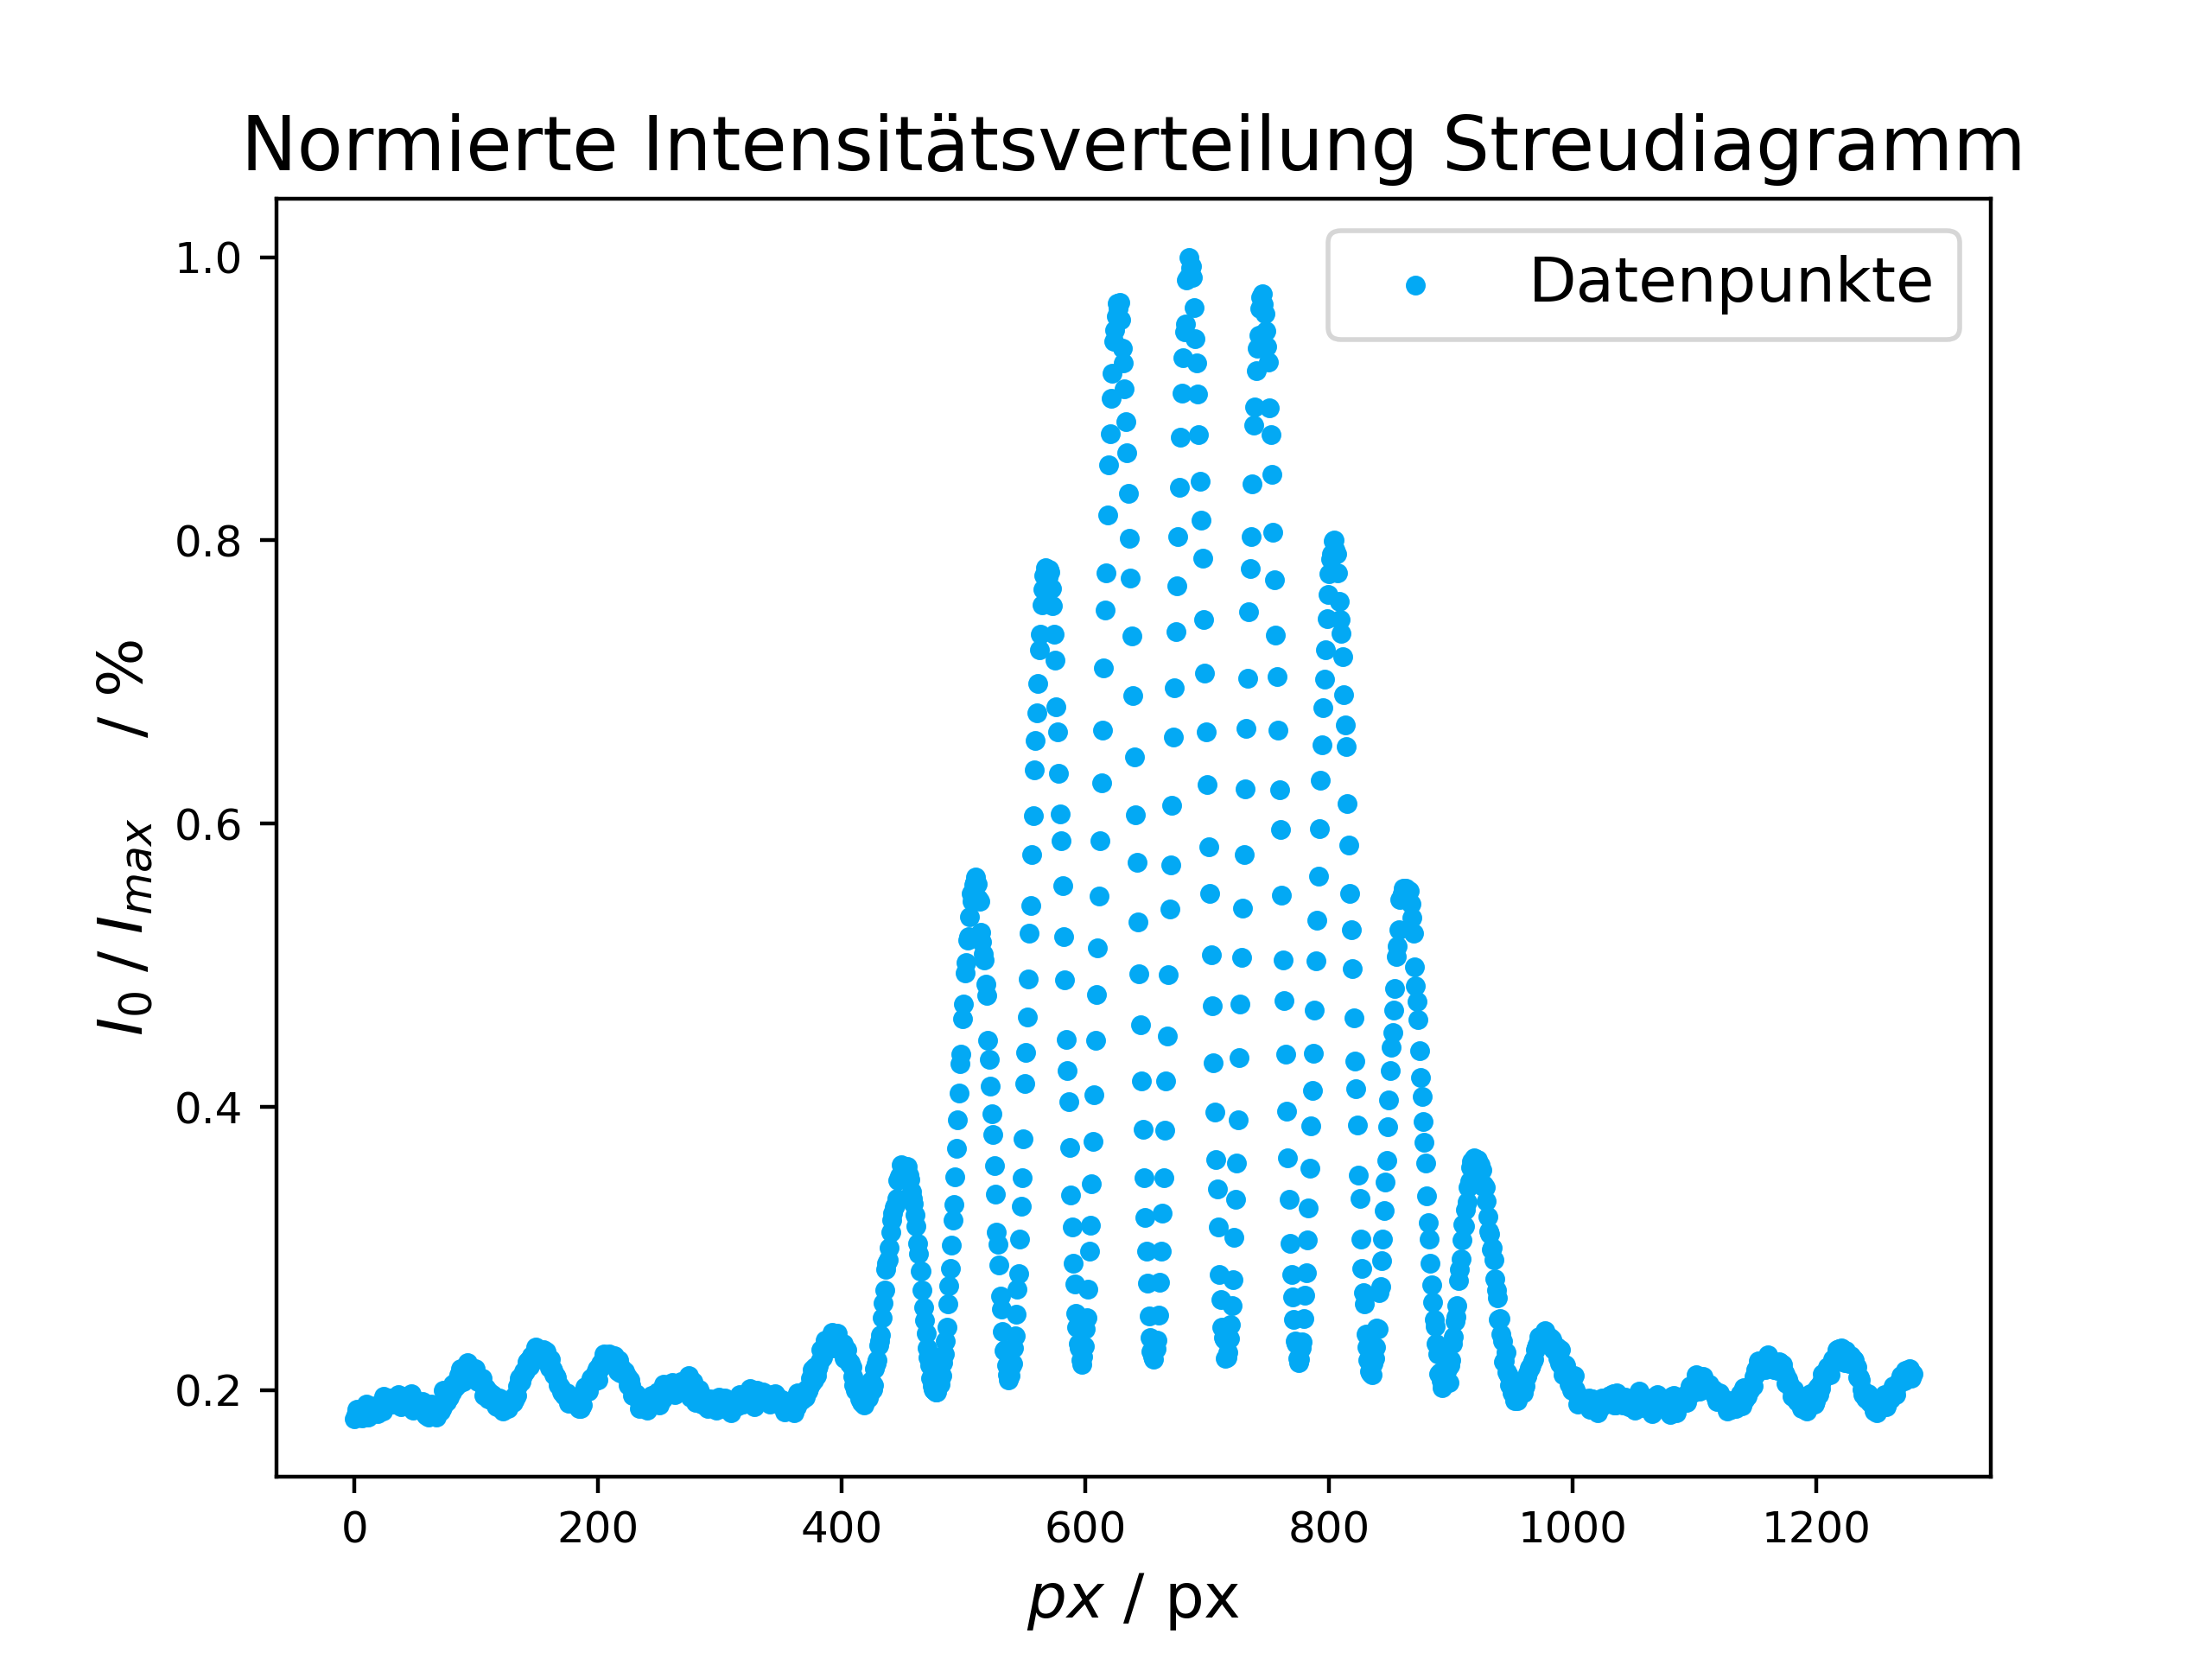 Normierte Intensitätsverteilung Streudiagramm
Datenpunkte
1.0
0.8
0.6
0.4
0.2
I0 / Imax / %
0 200 400 600 800 1000 1200
px / px